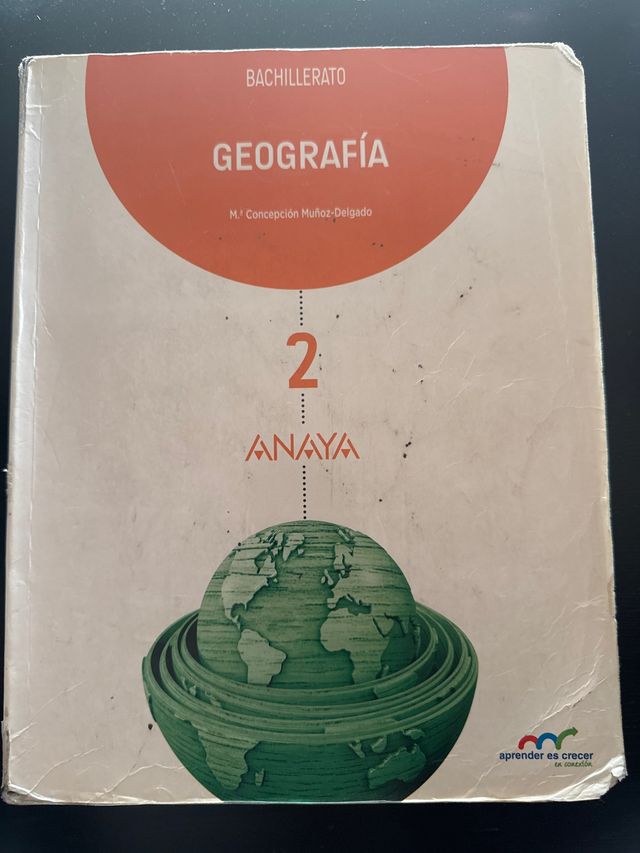 BACHILLERATO
GEOGRAFÍA
M.ª Concepción Muñoz-Delgado
2
ANAYA
aprender es crecer
en conexión